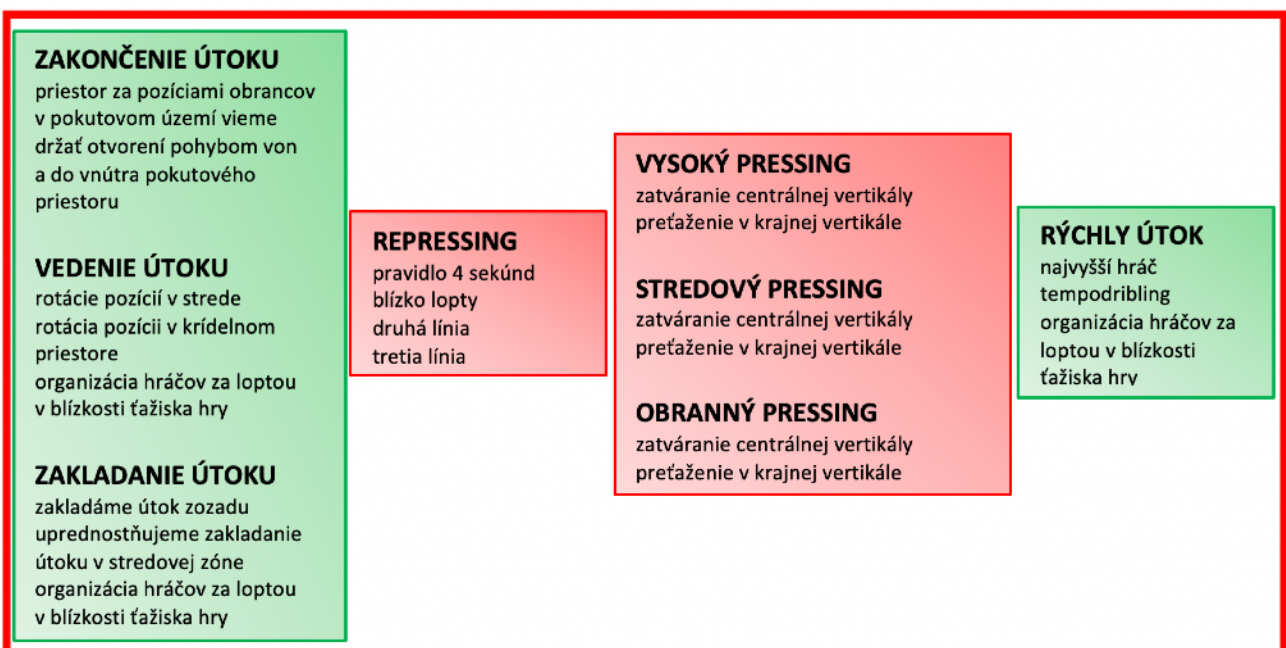 ZAKONČENIE ÚTOKU
priestor za pozíciami obrancov
v pokutovom území vieme
držať otvorení pohybom von
a do vnútra pokutového
priestoru
VEDENIE ÚTOKU
rotácie pozícií v strede
rotácia pozícii v krídelnom
priestore
organizácia hráčov za loptou
v blízkosti ťažiska hry
ZAKLADANIE ÚTOKU
zakladáme útok zozadu
uprednostňujeme zakladanie
útoku v stredovej zóne
organizácia hráčov za loptou
v blízkosti ťažiska hry
REPRESSING
pravidlo 4 sekúnd
blízko lopty
druhá línia
tretia línia
VYSOKÝ PRESSING
zatváranie centrálnej vertikály
preťaženie v krajnej vertikále
STREDOVÝ PRESSING
zatváranie centrálnej vertikály
preťaženie v krajnej vertikále
OBRANNÝ PRESSING
zatváranie centrálnej vertikály
preťaženie v krajnej vertikále
RÝCHLY ÚTOK
najvyšší hráč
tempodribling
organizácia hráčov za
loptou v blízkosti
ťažiska hry